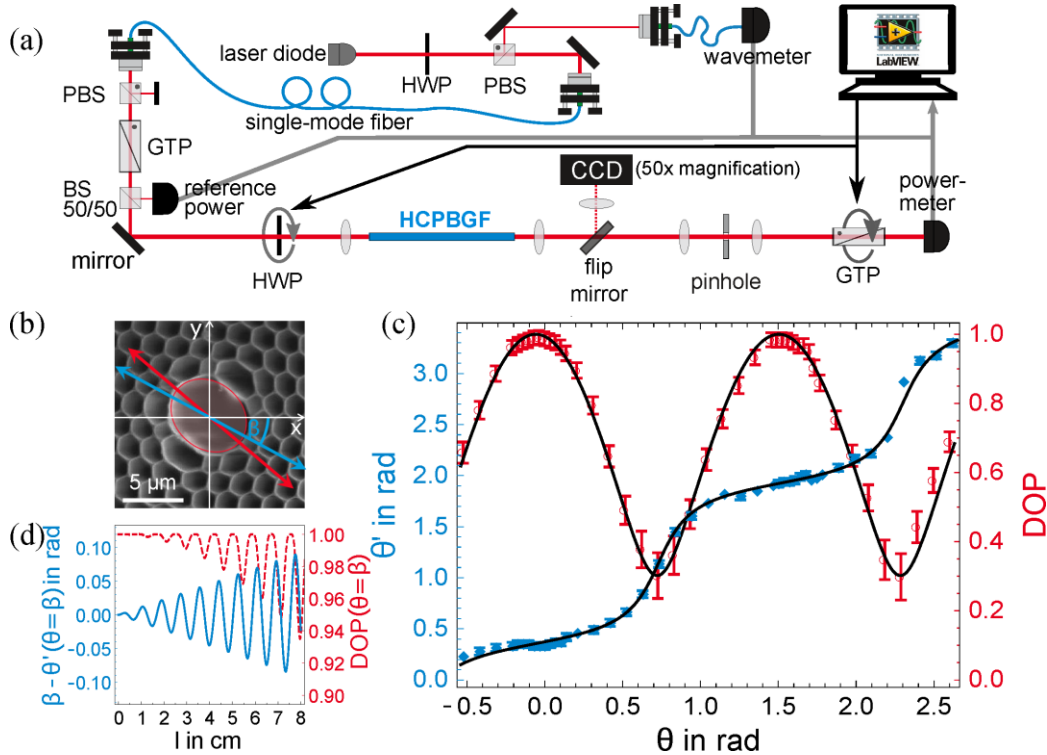 (a)
laser diode
HWP
PBS
wavemeter
LabVIEW
single-mode fiber
PBS
GTP
BS
50/50
reference
power
mirror
HWP
HCPBGF
CCD
(50x magnification)
flip
mirror
pinhole
GTP
power-
meter
(b)
y
x
β
5 µm
(c)
θ' in rad
3.0
2.5
2.0
1.5
1.0
0.5
0.0
-0.5 0.0 0.5 1.0 1.5 2.0 2.5
θ in rad
1.0
0.8
0.6
0.4
0.2
0.0
DOP
(d)
β - θ' (θ=β) in rad
0.10
0.05
0.00
-0.05
-0.10
0 1 2 3 4 5 6 7 8
l in cm
1.00
0.98
0.96
0.95
0.94
0.92
0.90
DOP(θ=β)